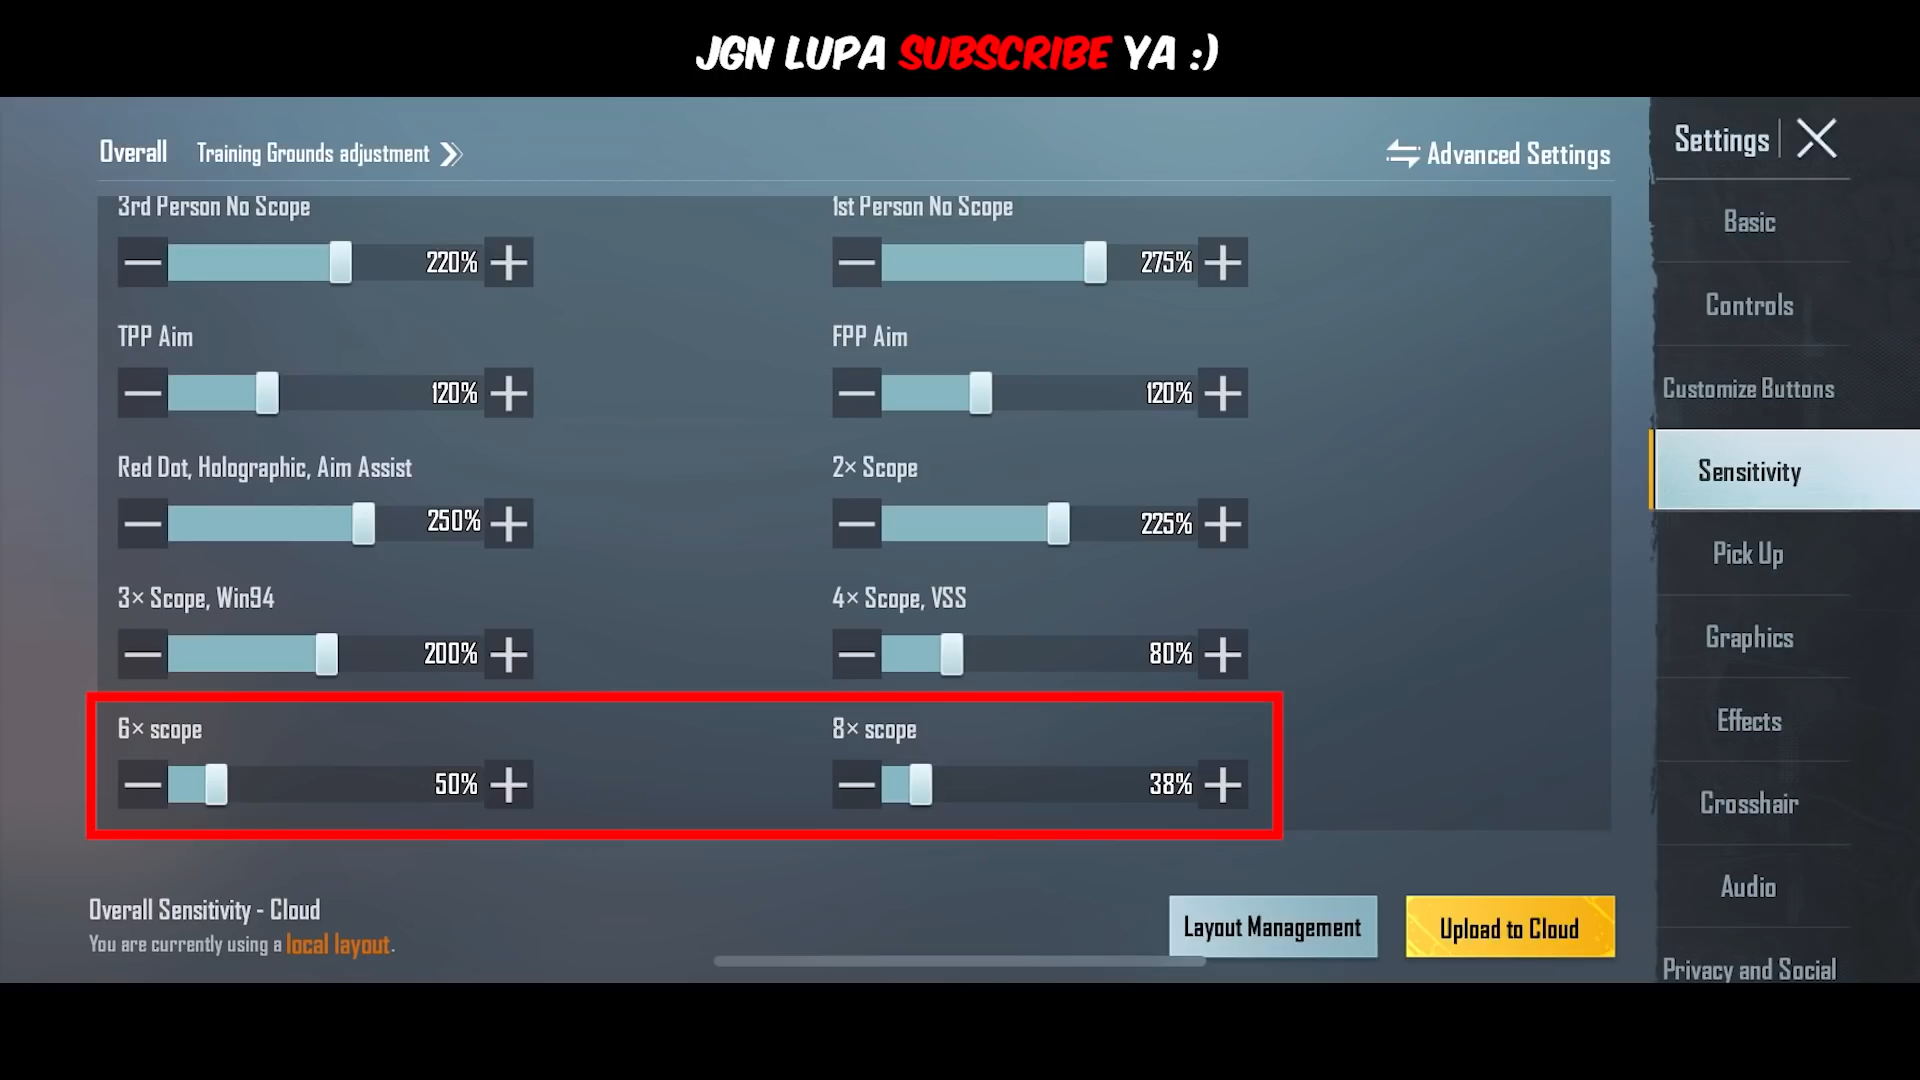 JGN LUPA SUBSCRIBE YA :)
Overall Training Grounds adjustment
Advanced Settings
Settings
3rd Person No Scope
220%
1st Person No Scope
275%
TPP Aim
120%
FPP Aim
120%
Red Dot, Holographic, Aim Assist
250%
2× Scope
225%
3× Scope, Win94
200%
4× Scope, VSS
80%
6× scope
50%
8× scope
38%
Overall Sensitivity - Cloud
You are currently using a local layout.
Layout Management
Upload to Cloud
Basic
Controls
Customize Buttons
Sensitivity
Pick Up
Graphics
Effects
Crosshair
Audio
Privacy and Social